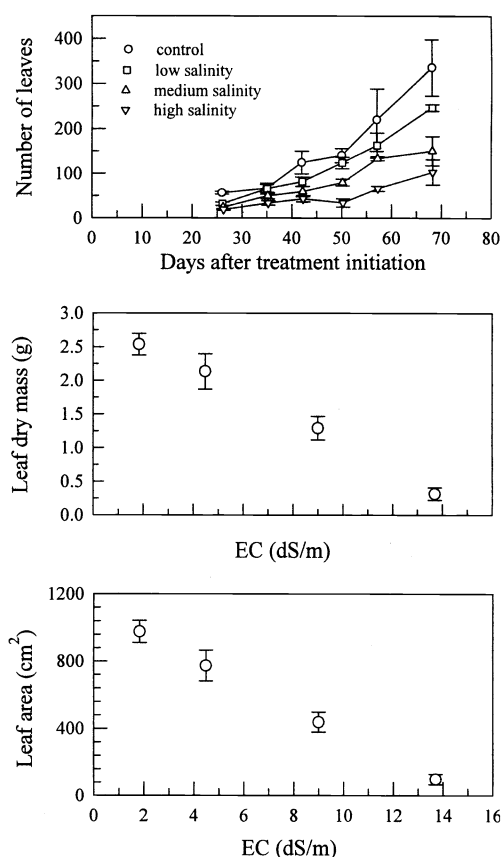 400
300
200
100
0
Number of leaves
control
low salinity
medium salinity
high salinity
0 10 20 30 40 50 60 70 80
Days after treatment initiation
3.0
2.5
2.0
1.5
1.0
0.5
0.0
Leaf dry mass (g)
EC (dS/m)
1200
800
400
0
Leaf area (cm²)
0 2 4 6 8 10 12 14 16
EC (dS/m)